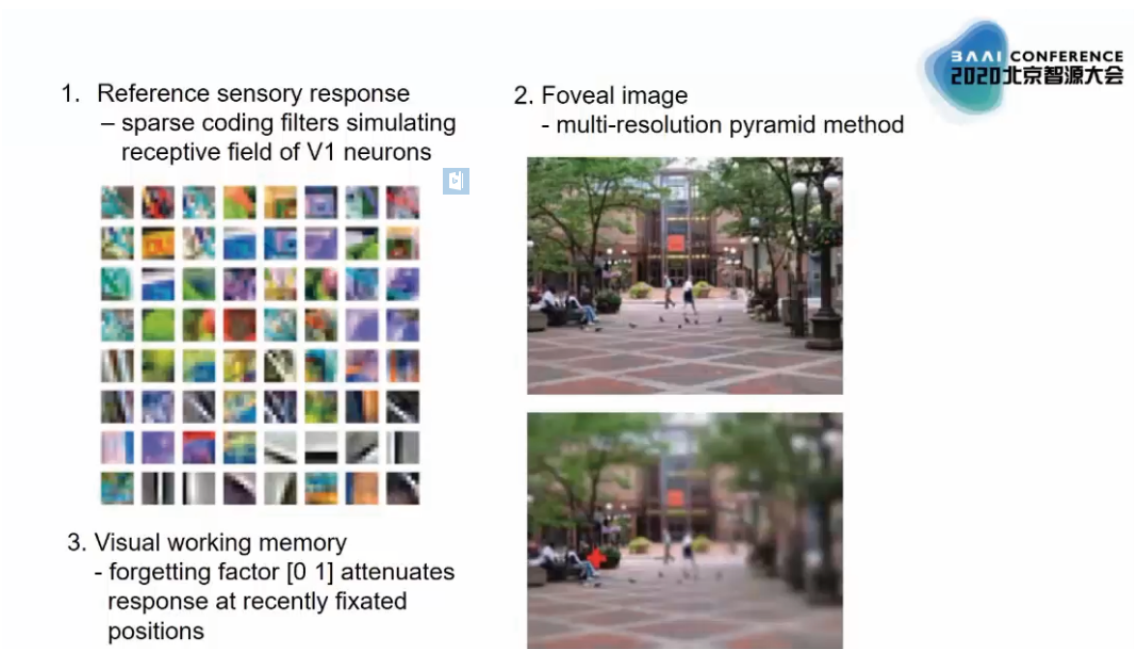 BAAI CONFERENCE
2020北京智源大会
1. Reference sensory response
– sparse coding filters simulating
receptive field of V1 neurons
2. Foveal image
- multi-resolution pyramid method
3. Visual working memory
- forgetting factor [0 1] attenuates
response at recently fixated
positions